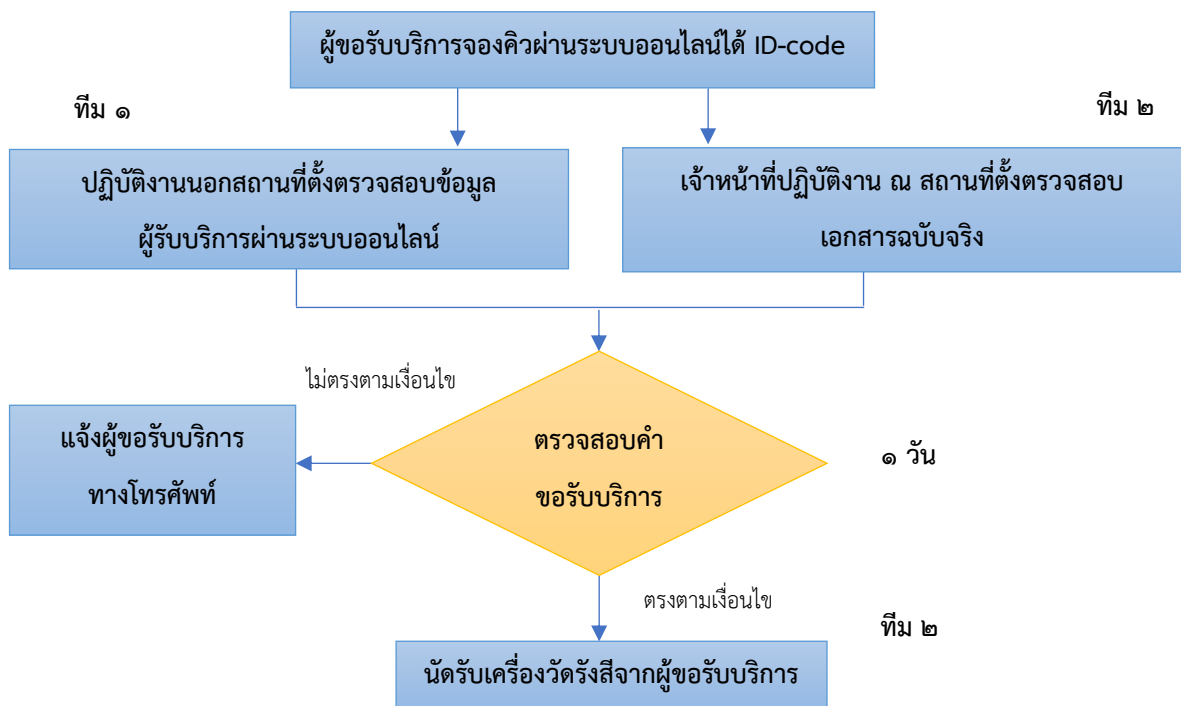 ผู้ขอรับบริการจองคิวผ่านระบบออนไลน์ได้ ID-code
ทีม ๑
ทีม ๒
ปฏิบัติงานนอกสถานที่ตั้งตรวจสอบข้อมูล
ผู้รับบริการผ่านระบบออนไลน์
เจ้าหน้าที่ปฏิบัติงาน ณ สถานที่ตั้งตรวจสอบ
เอกสารฉบับจริง
ไม่ตรงตามเงื่อนไข
แจ้งผู้ขอรับบริการ
ทางโทรศัพท์
ตรวจสอบคำ
ขอรับบริการ
๑ วัน
ตรงตามเงื่อนไข
ทีม ๒
นัดรับเครื่องวัดรังสีจากผู้ขอรับบริการ